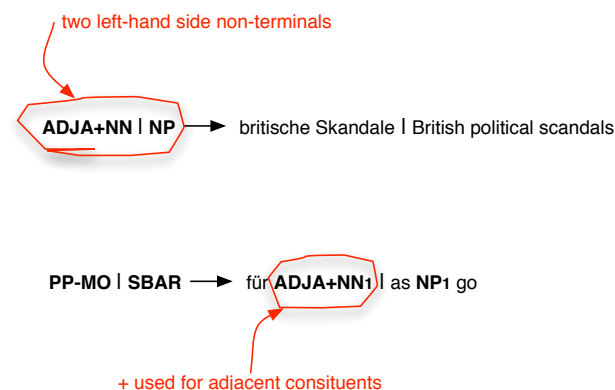 two left-hand side non-terminals
ADJA+NN | NP → britische Skandale | British political scandals
PP-MO | SBAR → für ADJA+NN1 | as NP1 go
+ used for adjacent consituents